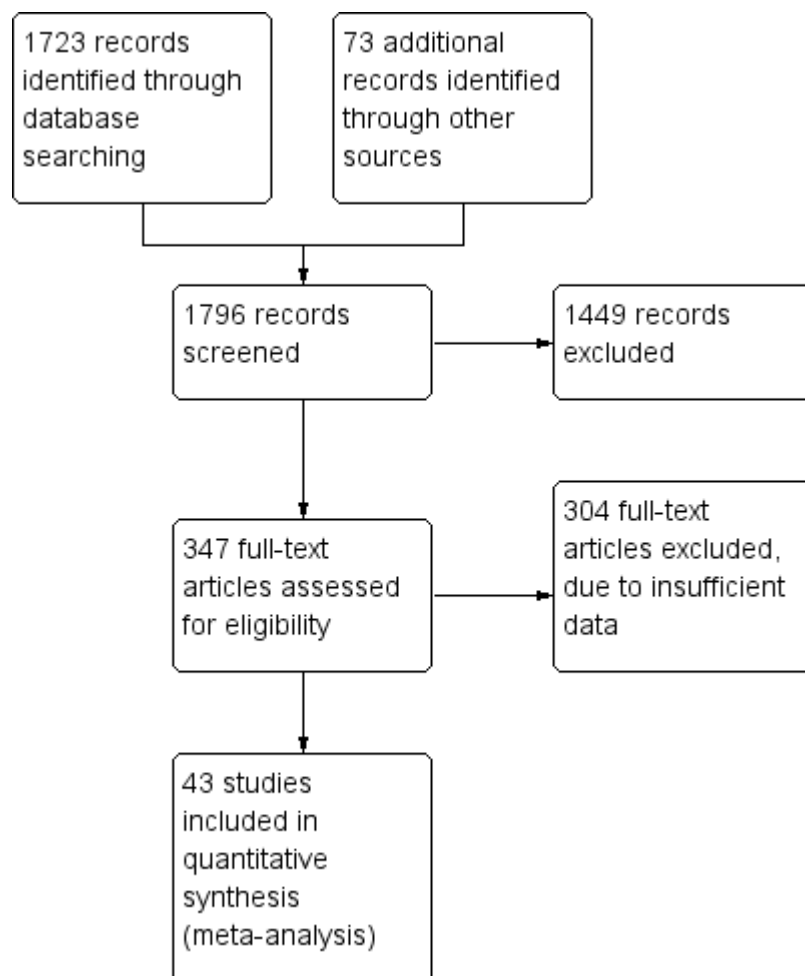 1723 records
identified through
database
searching
73 additional
records identified
through other
sources
1796 records
screened
1449 records
excluded
347 full-text
articles assessed
for eligibility
304 full-text
articles excluded,
due to insufficient
data
43 studies
included in
quantitative
synthesis
(meta-analysis)